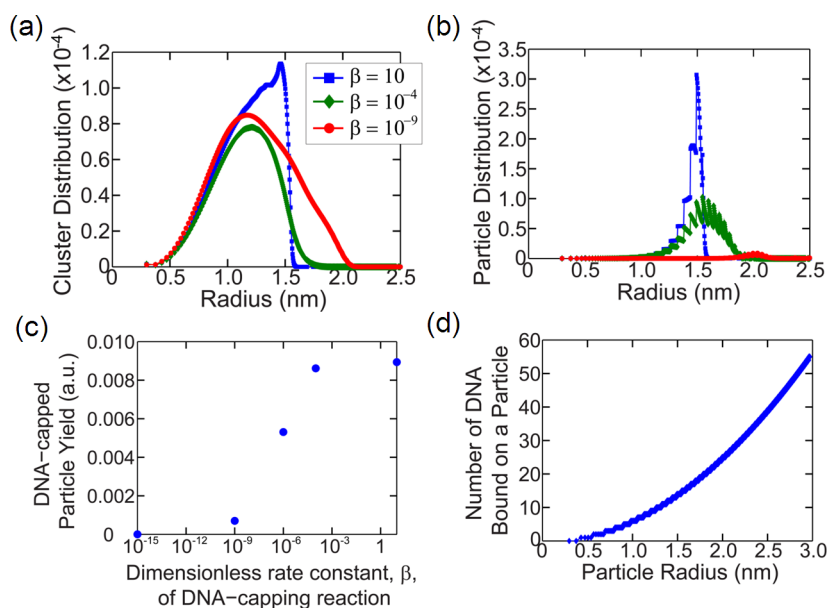 (a)
Cluster Distribution (x10⁻⁴)
1.2
1.0
0.8
0.6
0.4
0.2
0
0 0.5 1.0 1.5 2.0 2.5
Radius (nm)
β = 10
β = 10⁻⁴
β = 10⁻⁹
(b)
Particle Distribution (×10⁻⁴)
3.5
3.0
2.5
2.0
1.5
1.0
0.5
0
0 0.5 1.0 1.5 2.0 2.5
Radius (nm)
(c)
DNA−capped
Particle Yield (a.u.)
0.010
0.008
0.006
0.004
0.002
0
10⁻¹⁵ 10⁻¹² 10⁻⁹ 10⁻⁶ 10⁻³ 1
Dimensionless rate constant, β,
of DNA−capping reaction
(d)
Number of DNA
Bound on a Particle
60
50
40
30
20
10
0
0 0.5 1.0 1.5 2.0 2.5 3.0
Particle Radius (nm)